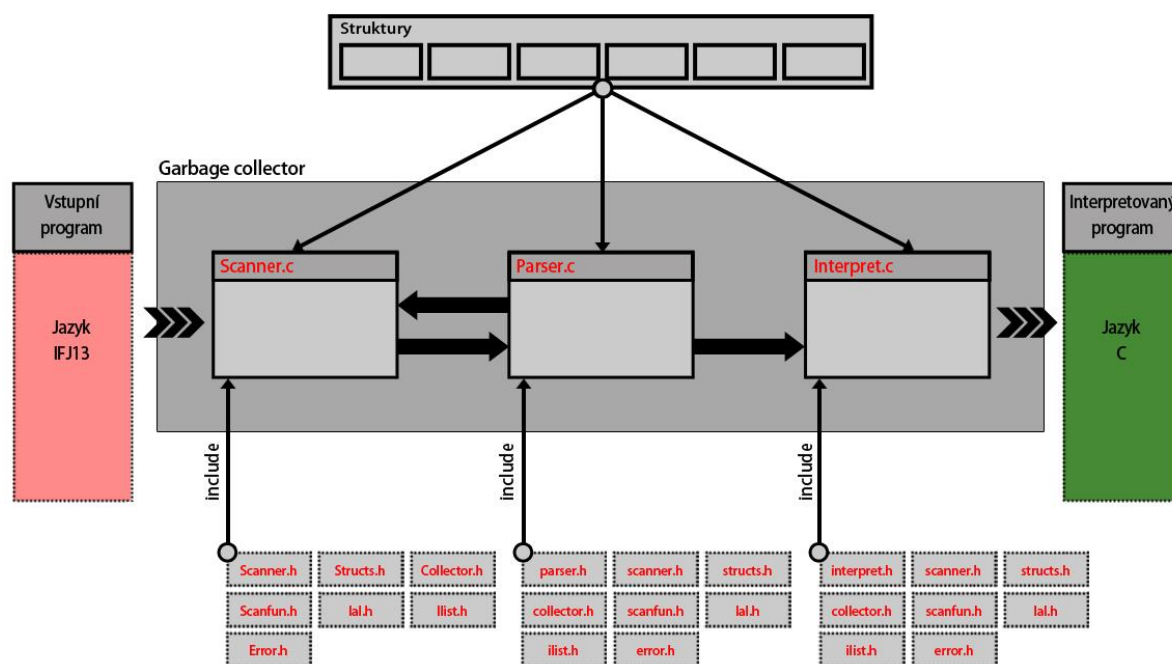 Struktury
Garbage collector
Vstupní
program
Interpretovaný
program
Scanner.c
Parser.c
Interpret.c
Jazyk
IFJ13
Jazyk
C
include
include
include
Scanner.h
Structs.h
Collector.h
Scanfun.h
Ial.h
Ilist.h
Error.h
parser.h
scanner.h
structs.h
collector.h
scanfun.h
Ial.h
ilist.h
error.h
interpret.h
scanner.h
structs.h
collector.h
scanfun.h
Ial.h
ilist.h
error.h